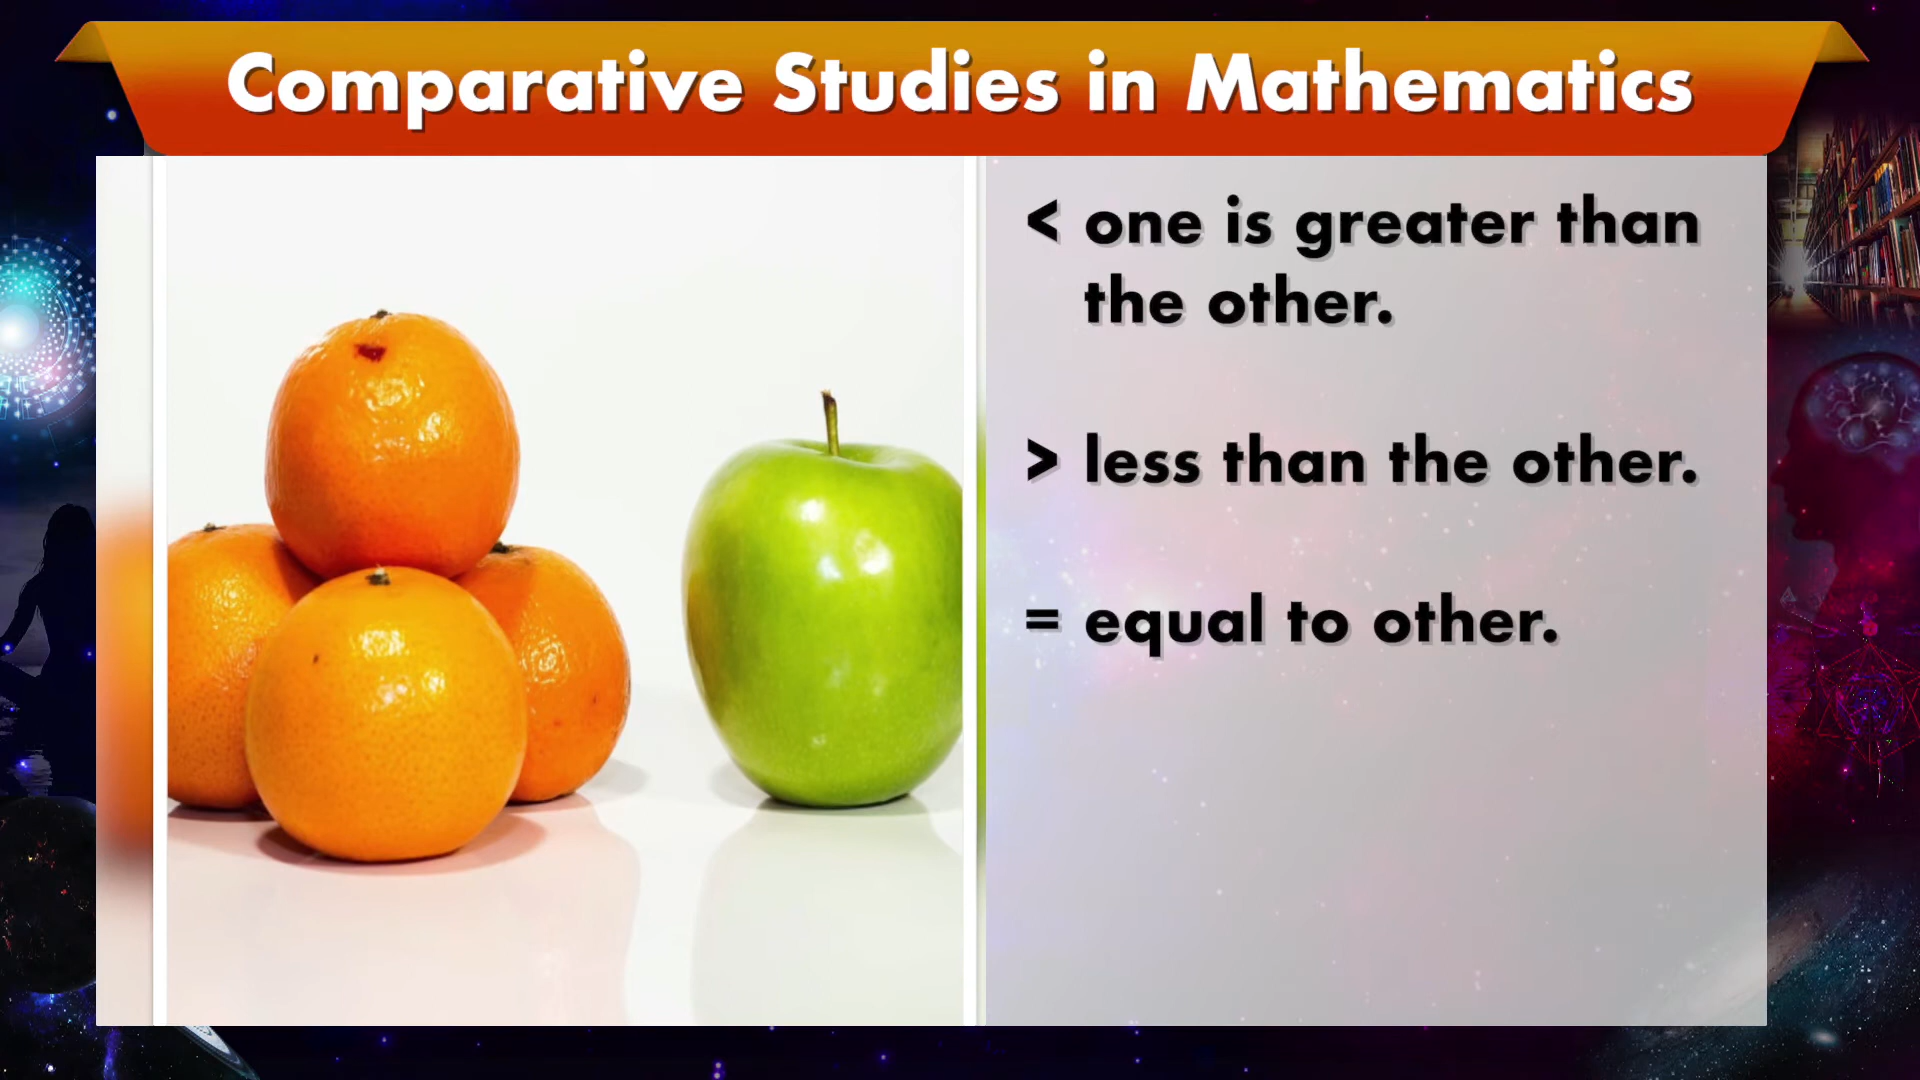 Comparative Studies in Mathematics
< one is greater than
the other.
> less than the other.
= equal to other.